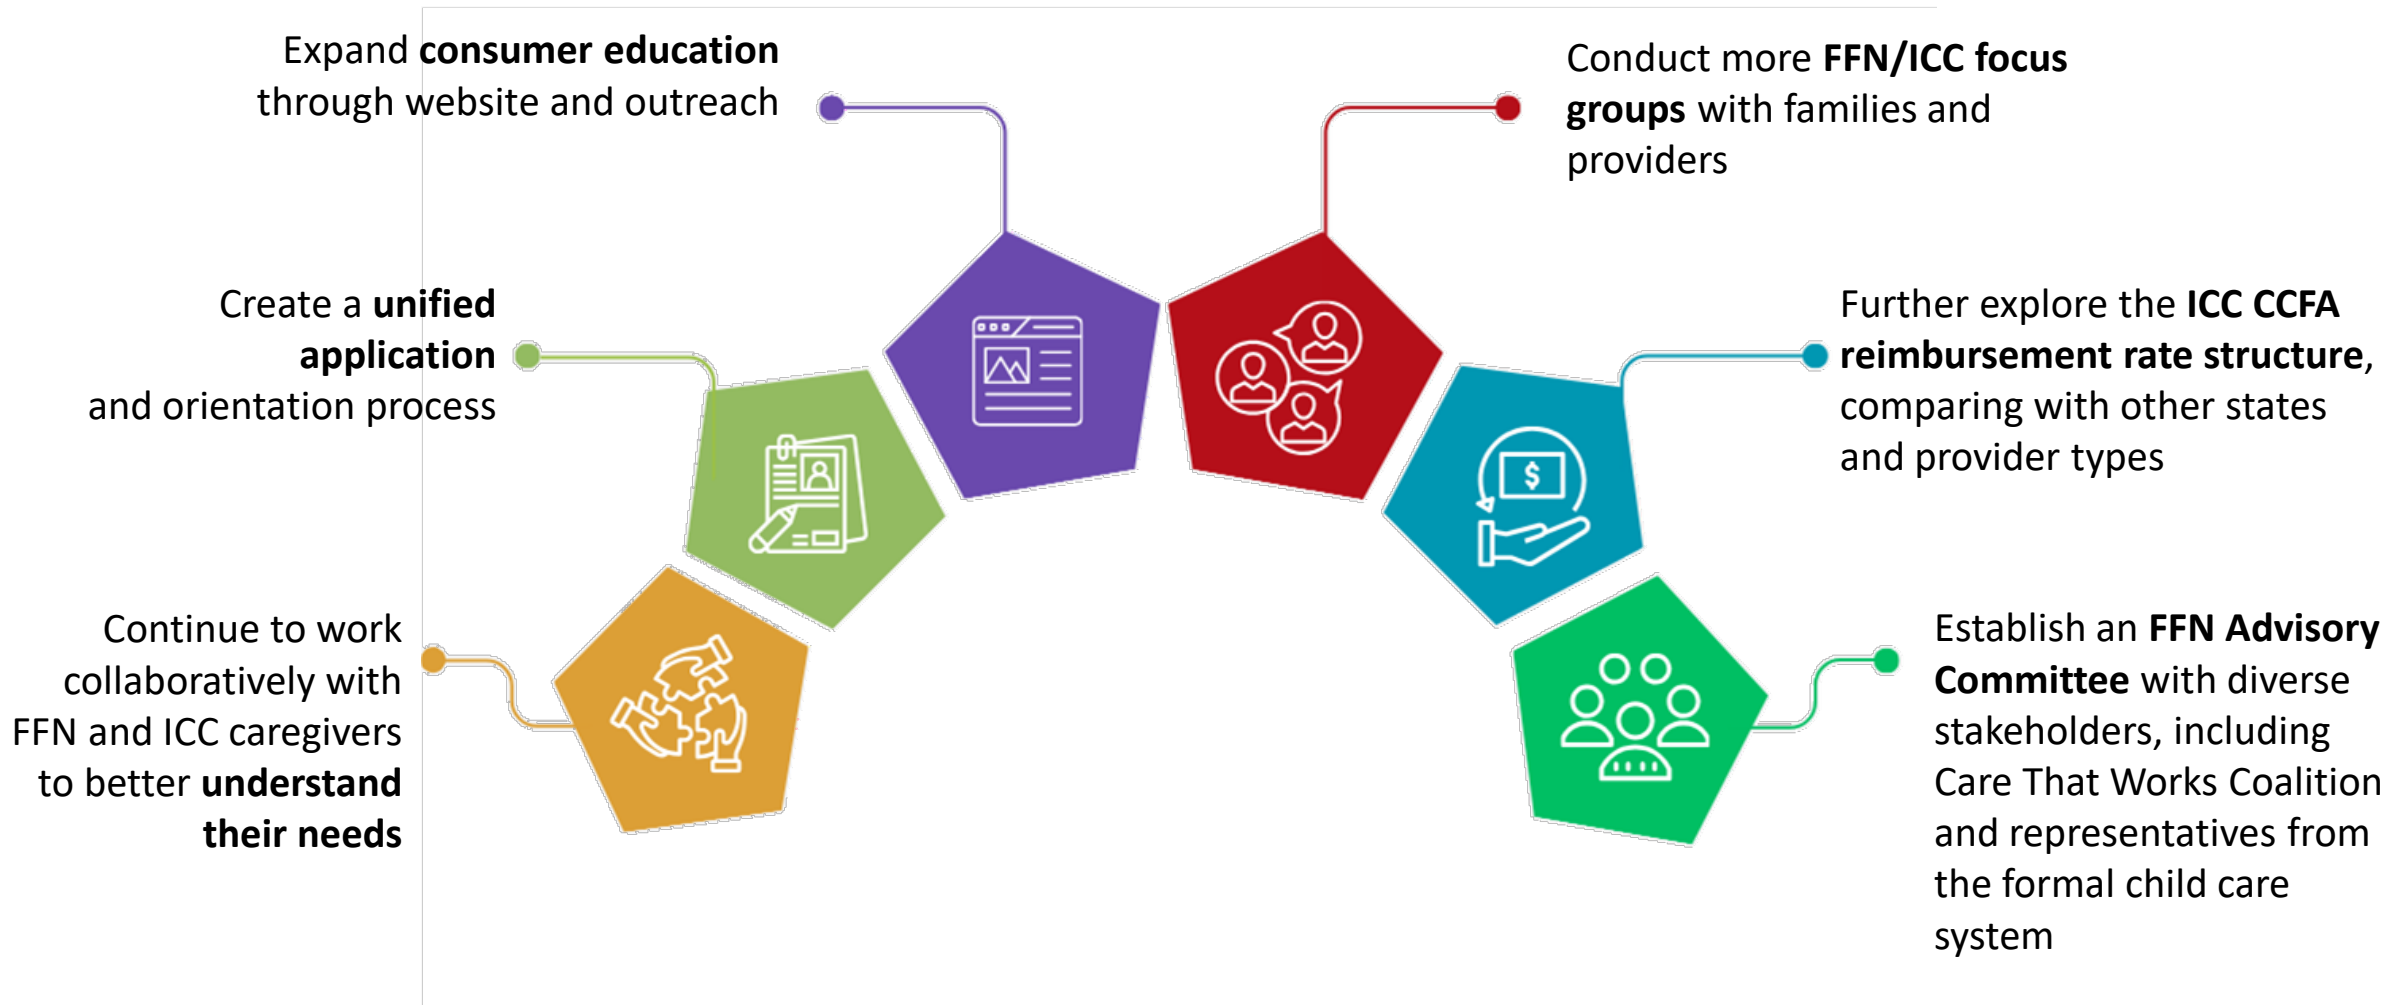 Expand consumer education
through website and outreach
Conduct more FFN/ICC focus
groups with families and
providers
Create a unified
application
and orientation process
Further explore the ICC CCFA
reimbursement rate structure,
comparing with other states
and provider types
$
Continue to work
collaboratively with
FFN and ICC caregivers
to better understand
their needs
Establish an FFN Advisory
Committee with diverse
stakeholders, including
Care That Works Coalition
and representatives from
the formal child care
system